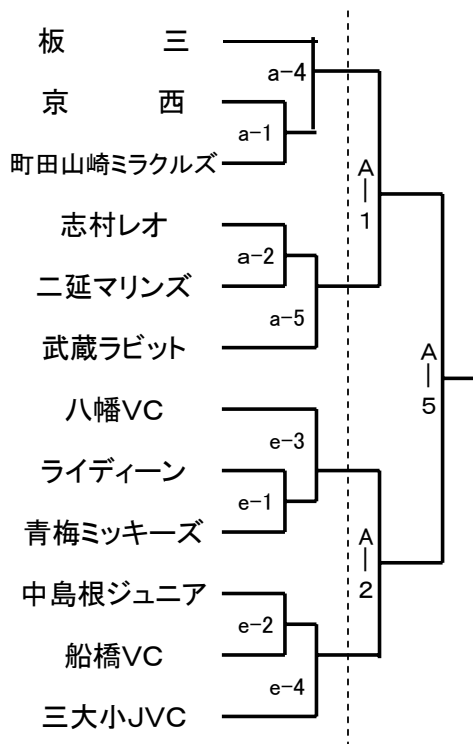 板　三
a-4
京　西
a-1
町田山崎ミラクルズ
A-1
志村レオ
a-2
二延マリンズ
a-5
武蔵ラビット
A-5
八幡VC
e-3
ライディーン
e-1
青梅ミッキーズ
A-2
中島根ジュニア
e-2
船橋VC
e-4
三大小JVC